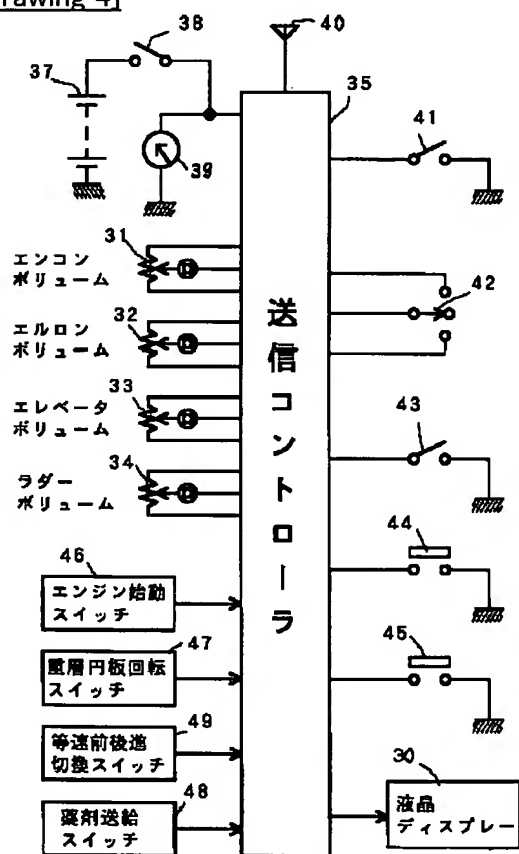 rawing 4]
38
40
37
35
41
39
31
エンコン
ボリューム
32
エルロン
ボリューム
33
エレベータ
ボリューム
34
ラダー
ボリューム
送信コントローラ
42
43
44
45
46
エンジン始動
スイッチ
47
重層円板回転
スイッチ
49
等速前後進
切換スイッチ
48
薬剤送給
スイッチ
30
液晶
ディスプレー